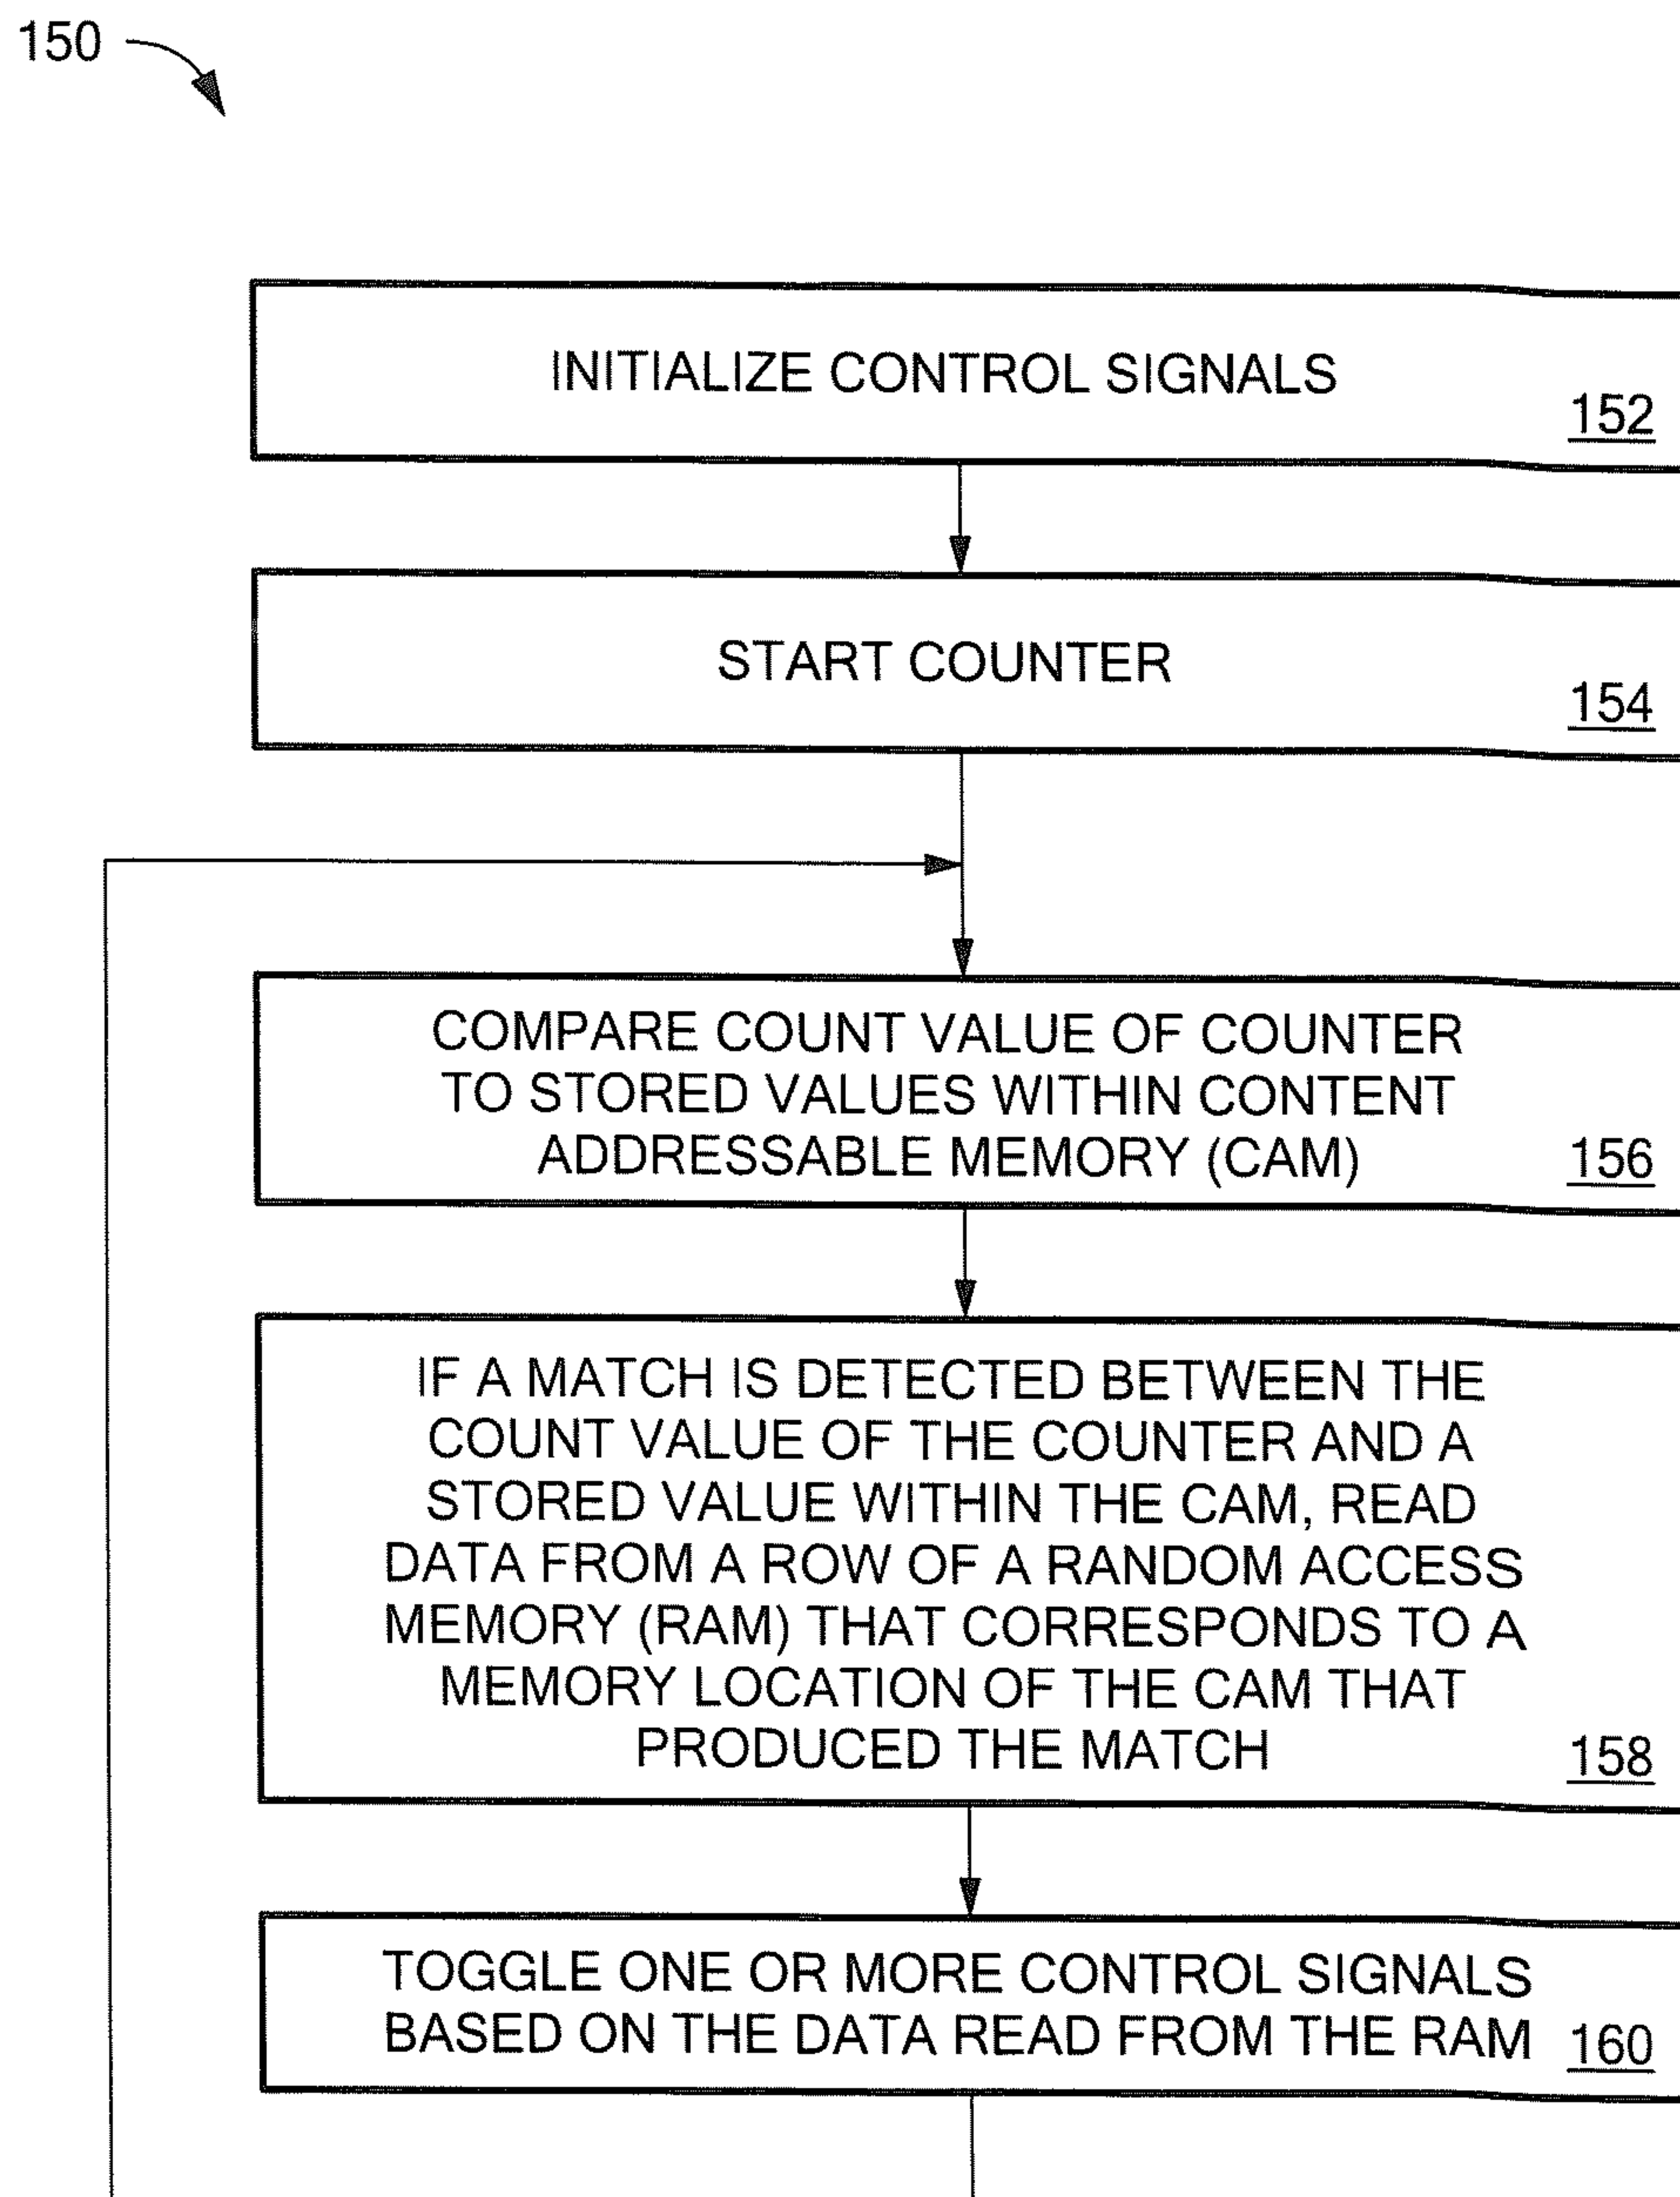 150
INITIALIZE CONTROL SIGNALS
152
START COUNTER
154
COMPARE COUNT VALUE OF COUNTER
TO STORED VALUES WITHIN CONTENT
ADDRESSABLE MEMORY (CAM)
156
IF A MATCH IS DETECTED BETWEEN THE
COUNT VALUE OF THE COUNTER AND A
STORED VALUE WITHIN THE CAM, READ
DATA FROM A ROW OF A RANDOM ACCESS
MEMORY (RAM) THAT CORRESPONDS TO A
MEMORY LOCATION OF THE CAM THAT
PRODUCED THE MATCH
158
TOGGLE ONE OR MORE CONTROL SIGNALS
BASED ON THE DATA READ FROM THE RAM
160